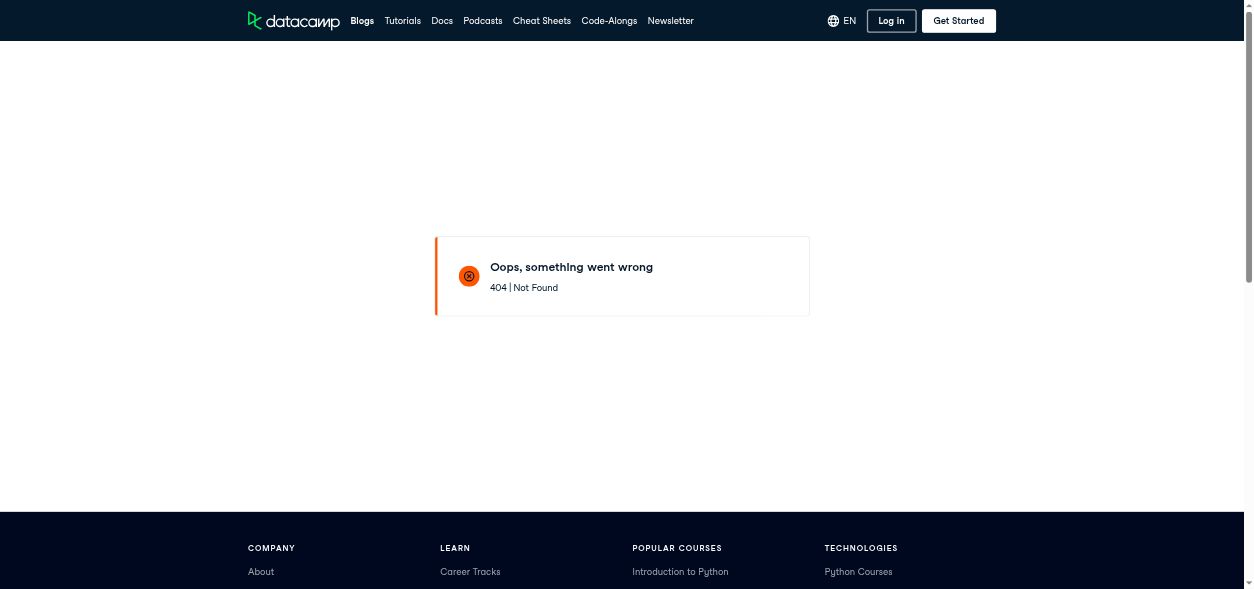 datacamp Blogs Tutorials Docs Podcasts Cheat Sheets Code-Alongs Newsletter EN Log in Get Started
Oops, something went wrong
404 | Not Found
COMPANY LEARN POPULAR COURSES TECHNOLOGIES
About Career Tracks Introduction to Python Python Courses